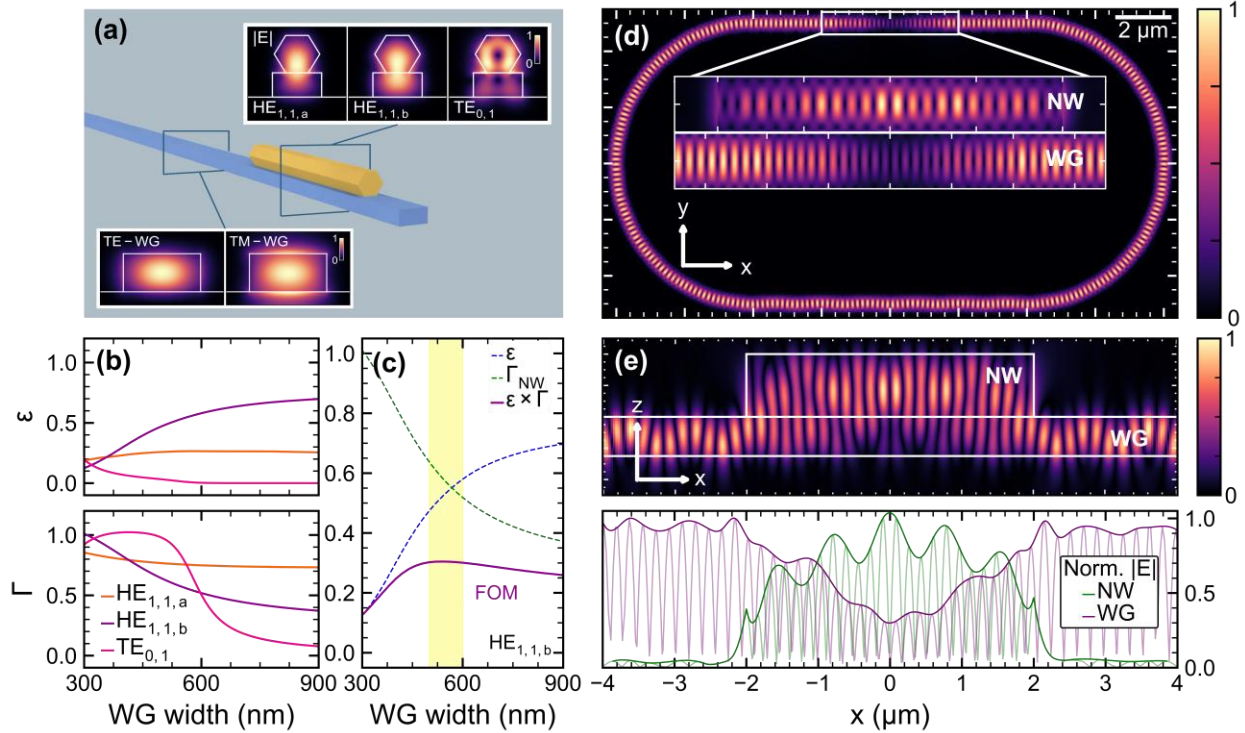 (a)
|E|
1
0
HE1,1,a
HE1,1,b
TE0,1
TE – WG
TM – WG
1
0
(d)
2 μm
NW
WG
y
x
1
0
(b)
ε
1.0
0.5
0.0
Γ
1.0
0.5
0.0
HE1,1,a
HE1,1,b
TE0,1
300
600
900
WG width (nm)
(c)
1.0
0.8
0.6
0.4
0.2
0.0
ε
ΓNW
ε × Γ
FOM
HE1,1,b
300
600
900
WG width (nm)
(e)
NW
WG
z
x
1
0
1.0
0.5
0.0
Norm. |E|
NW
WG
−4
−3
−2
−1
0
1
2
3
4
x (μm)